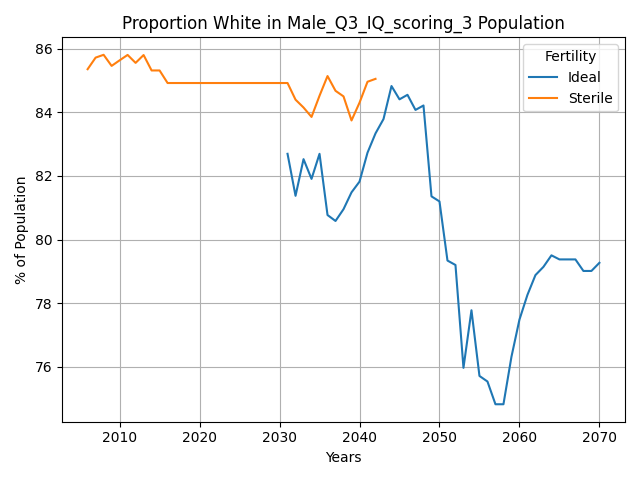 Proportion White in Male_Q3_IQ_scoring_3 Population
% of Population
86
84
82
80
78
76
Fertility
Ideal
Sterile
2010 2020 2030 2040 2050 2060 2070
Years